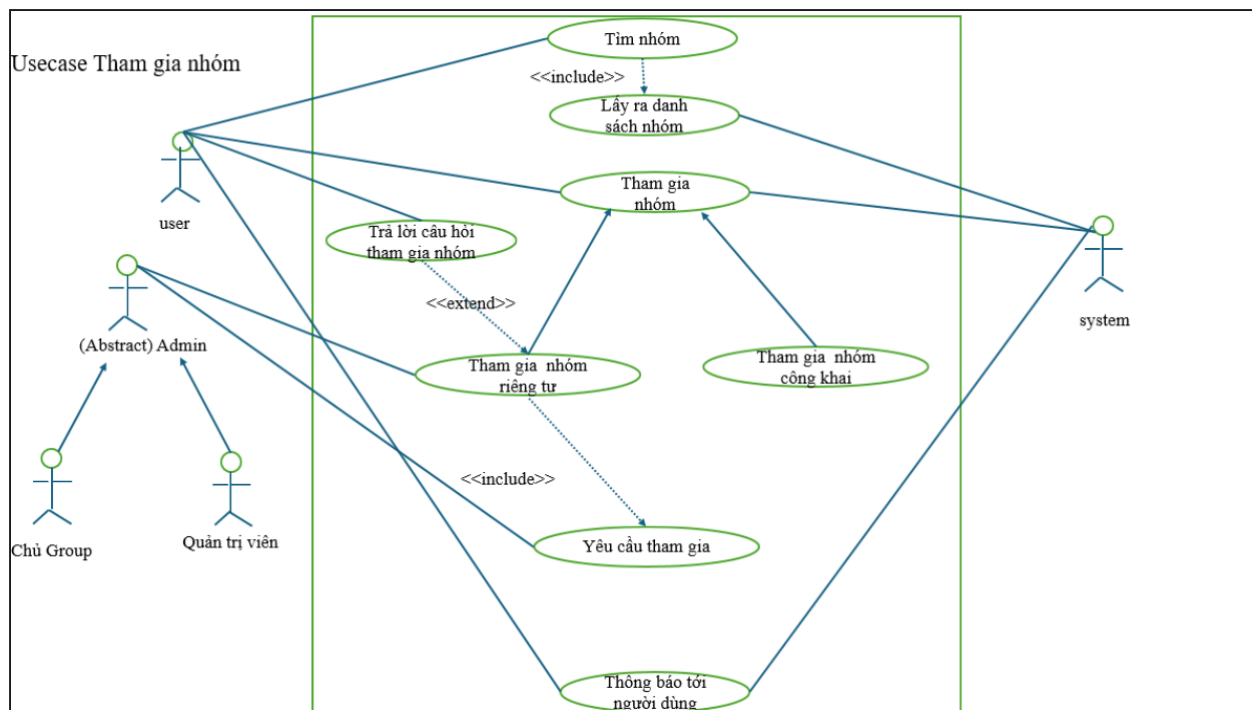 Tìm nhóm
Usecase Tham gia nhóm
<<include>>
Lấy ra danh
sách nhóm
user
Tham gia
nhóm
Trả lời câu hỏi
tham gia nhóm
<<extend>>
system
(Abstract) Admin
Tham gia nhóm
riêng tư
Tham gia nhóm
công khai
<<include>>
Chủ Group
Quản trị viên
Yêu cầu tham gia
Thông báo tới
người dùng